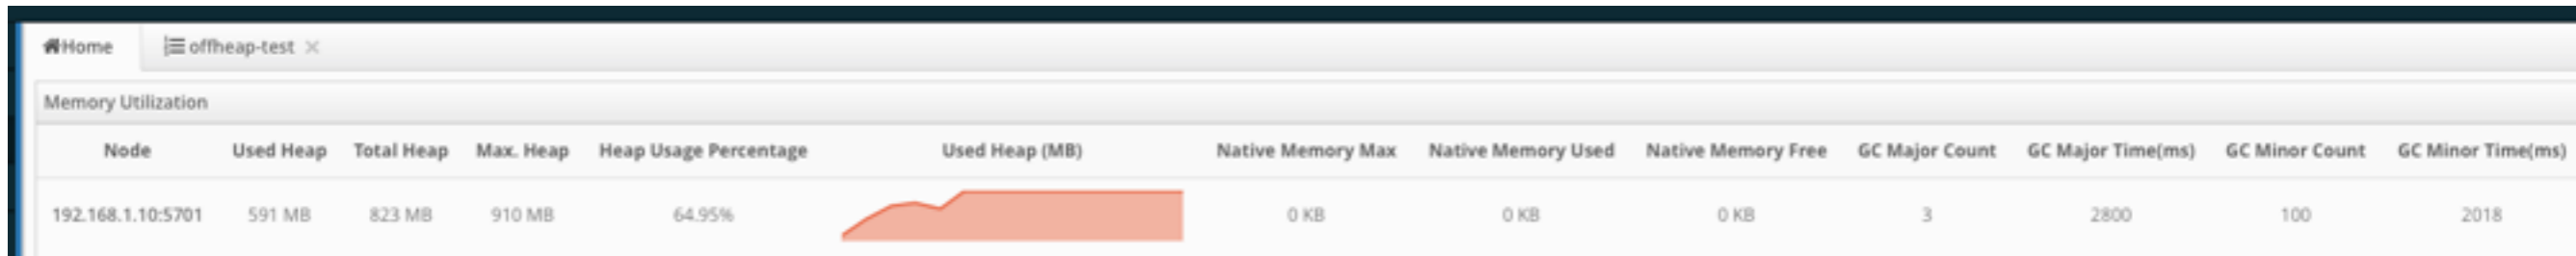 Home offheap-test ×
Memory Utilization
Node Used Heap Total Heap Max. Heap Heap Usage Percentage Used Heap (MB) Native Memory Max Native Memory Used Native Memory Free GC Major Count GC Major Time(ms) GC Minor Count GC Minor Time(ms)
192.168.1.10:5701 591 MB 823 MB 910 MB 64.95% 0 KB 0 KB 0 KB 3 2800 100 2018